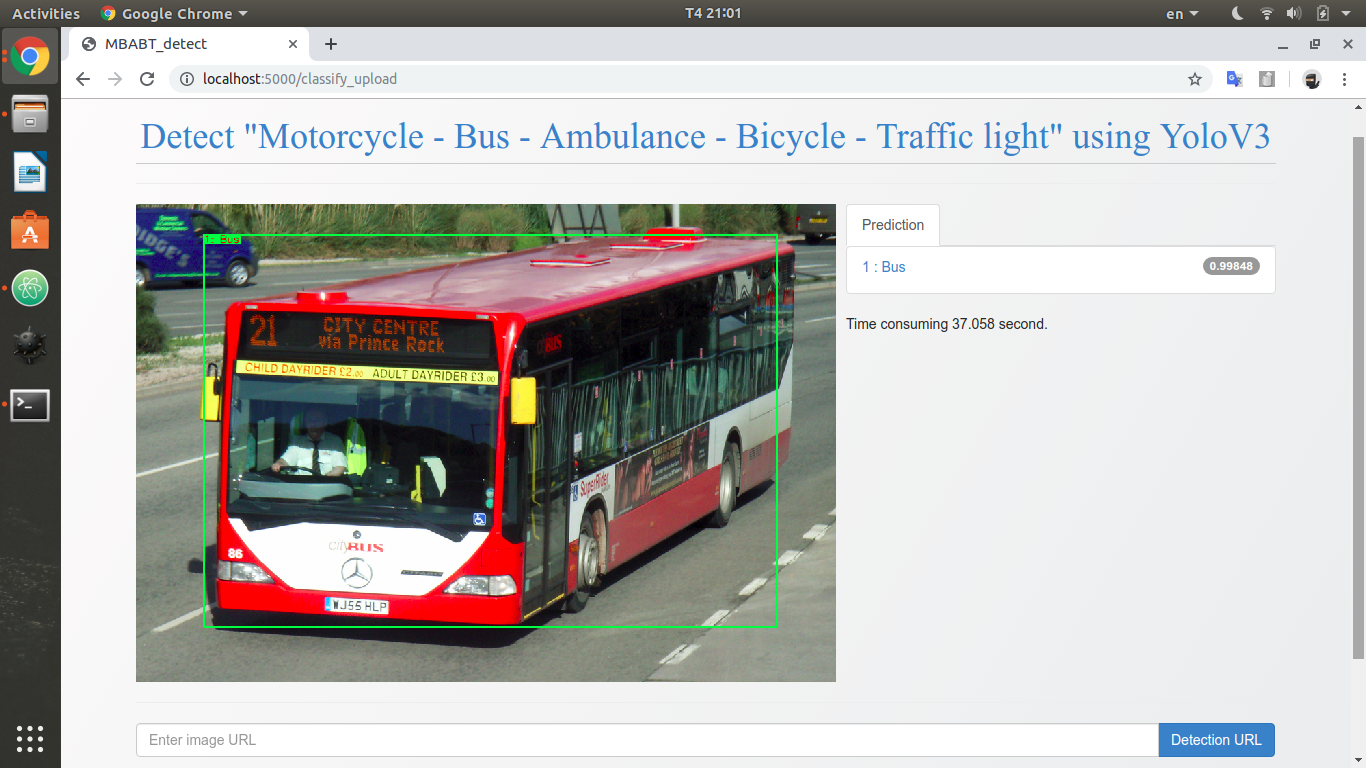 Activities
Google Chrome
T4 21:01
en
MBABT_detect
localhost:5000/classify_upload
Detect "Motorcycle - Bus - Ambulance - Bicycle - Traffic light" using YoloV3
1: Bus
21
CITY CENTRE
via Prince Rock
CHILD DAYRIDER £2.00 ADULT DAYRIDER £3.00
SuperRider
86
cityBUS
CITARO
WJ55 HLP
Prediction
1 : Bus
0.99848
Time consuming 37.058 second.
Enter image URL
Detection URL